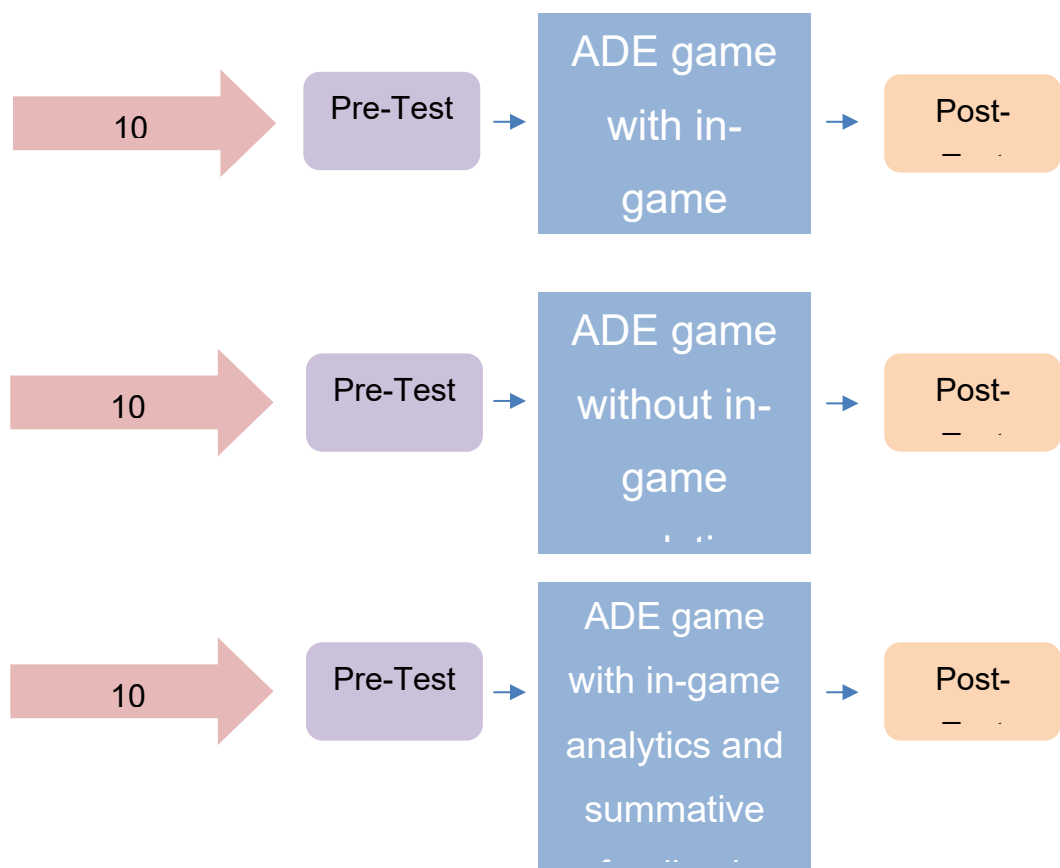 10
Pre-Test
ADE game
with in-
game
Post-
10
Pre-Test
ADE game
without in-
game
Post-
10
Pre-Test
ADE game
with in-game
analytics and
summative
Post-